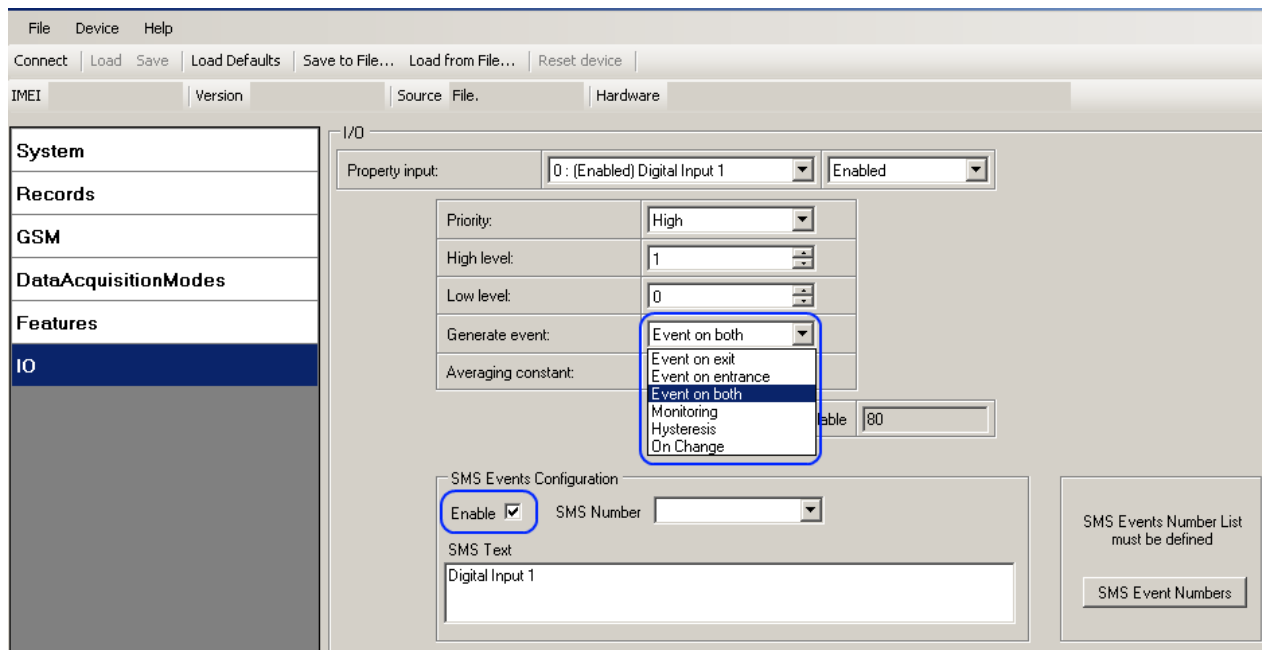 File Device Help
Connect Load Save Load Defaults Save to File... Load from File... Reset device
IMEI Version Source File. Hardware
System
Records
GSM
DataAcquisitionModes
Features
IO
I/O
Property input: 0 : (Enabled) Digital Input 1 Enabled
Priority: High
High level: 1
Low level: 0
Generate event: Event on both
Event on exit
Event on entrance
Event on both
Monitoring
Hysteresis
On Change
Averaging constant:
80
SMS Events Configuration
Enable SMS Number
SMS Text
Digital Input 1
SMS Events Number List
must be defined
SMS Event Numbers